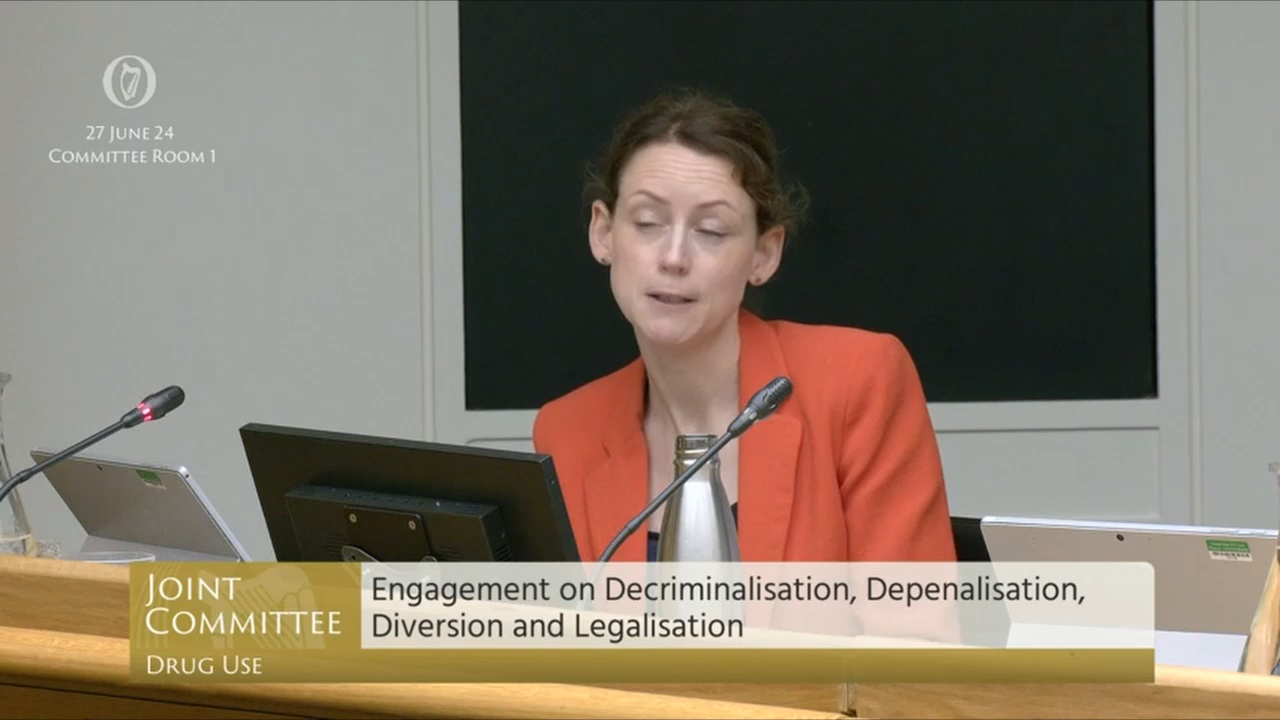 27 June 24
Committee Room 1
Joint
Committee
Engagement on Decriminalisation, Depenalisation,
Diversion and Legalisation
Drug Use